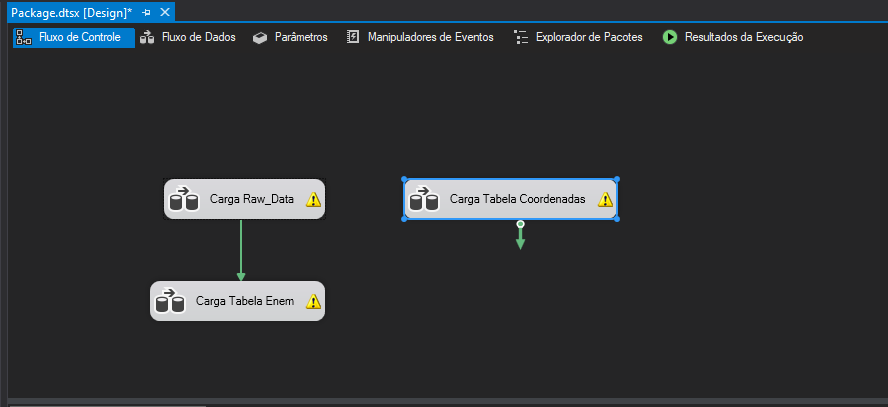 Package.dtsx [Design]*
Fluxo de Controle Fluxo de Dados Parâmetros Manipuladores de Eventos Explorador de Pacotes Resultados da Execução
Carga Raw_Data Carga Tabela Coordenadas
Carga Tabela Enem